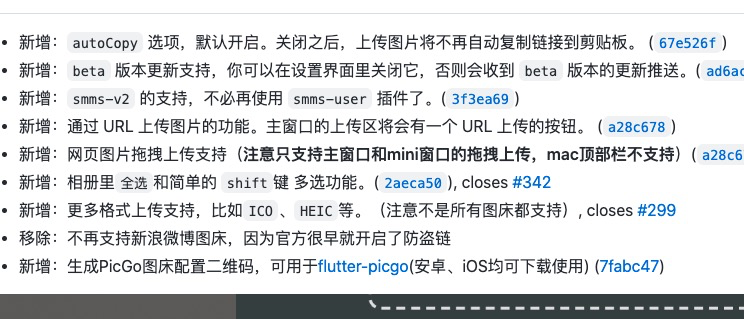 新增：autoCopy 选项，默认开启。关闭之后，上传图片将不再自动复制链接到剪贴板。 (67e526f)
新增：beta 版本更新支持，你可以在设置界面里关闭它，否则会收到 beta 版本的更新推送。(ad6ac
新增：smms-v2 的支持，不必再使用 smms-user 插件了。(3f3ea69)
新增：通过 URL 上传图片的功能。主窗口的上传区将会有一个 URL 上传的按钮。 (a28c678)
新增：网页图片拖拽上传支持（注意只支持主窗口和mini窗口的拖拽上传，mac顶部栏不支持）(a28c6
新增：相册里 全选 和简单的 shift 键 多选功能。(2aeca50), closes #342
新增：更多格式上传支持，比如 ICO 、HEIC 等。（注意不是所有图床都支持）, closes #299
移除：不再支持新浪微博图床，因为官方很早就开启了防盗链
新增：生成PicGo图床配置二维码，可用于flutter-picgo(安卓、iOS均可下载使用) (7fabc47)